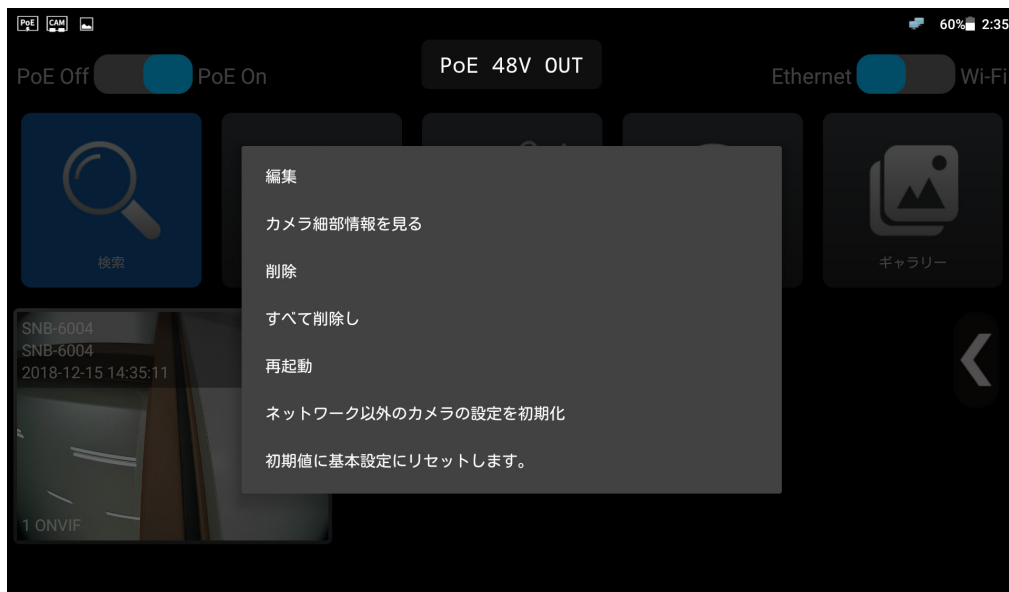 PoE CAM 60% 2:35
PoE Off PoE On PoE 48V OUT Ethernet Wi-Fi
検索
ギャラリー
編集
カメラ細部情報を見る
削除
すべて削除し
再起動
ネットワーク以外のカメラの設定を初期化
初期値に基本設定にリセットします。
SNB-6004
SNB-6004
2018-12-15 14:35:11
1 ONVIF